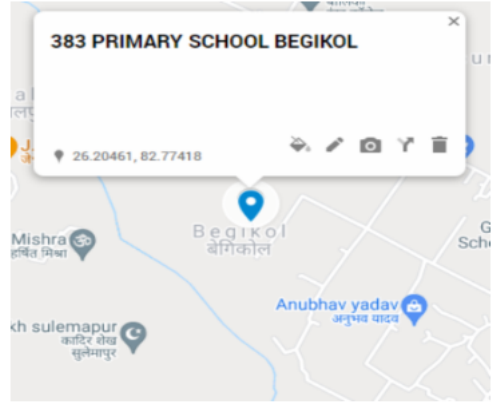 383 PRIMARY SCHOOL BEGIKOL
26.20461, 82.77418
Begikol
बेगिकोल
Mishra
हर्षित मिश्रा
Anubhav yadav
अनुभव यादव
kh sulemapur
कादिर शेख
सुलेमापुर